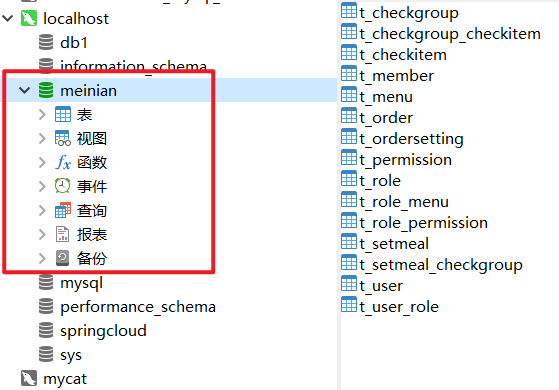 localhost
db1
information_schema
meinian
表
视图
函数
事件
查询
报表
备份
mysql
performance_schema
springcloud
sys
mycat
t_checkgroup
t_checkgroup_checkitem
t_checkitem
t_member
t_menu
t_order
t_ordersetting
t_permission
t_role
t_role_menu
t_role_permission
t_setmeal
t_setmeal_checkgroup
t_user
t_user_role